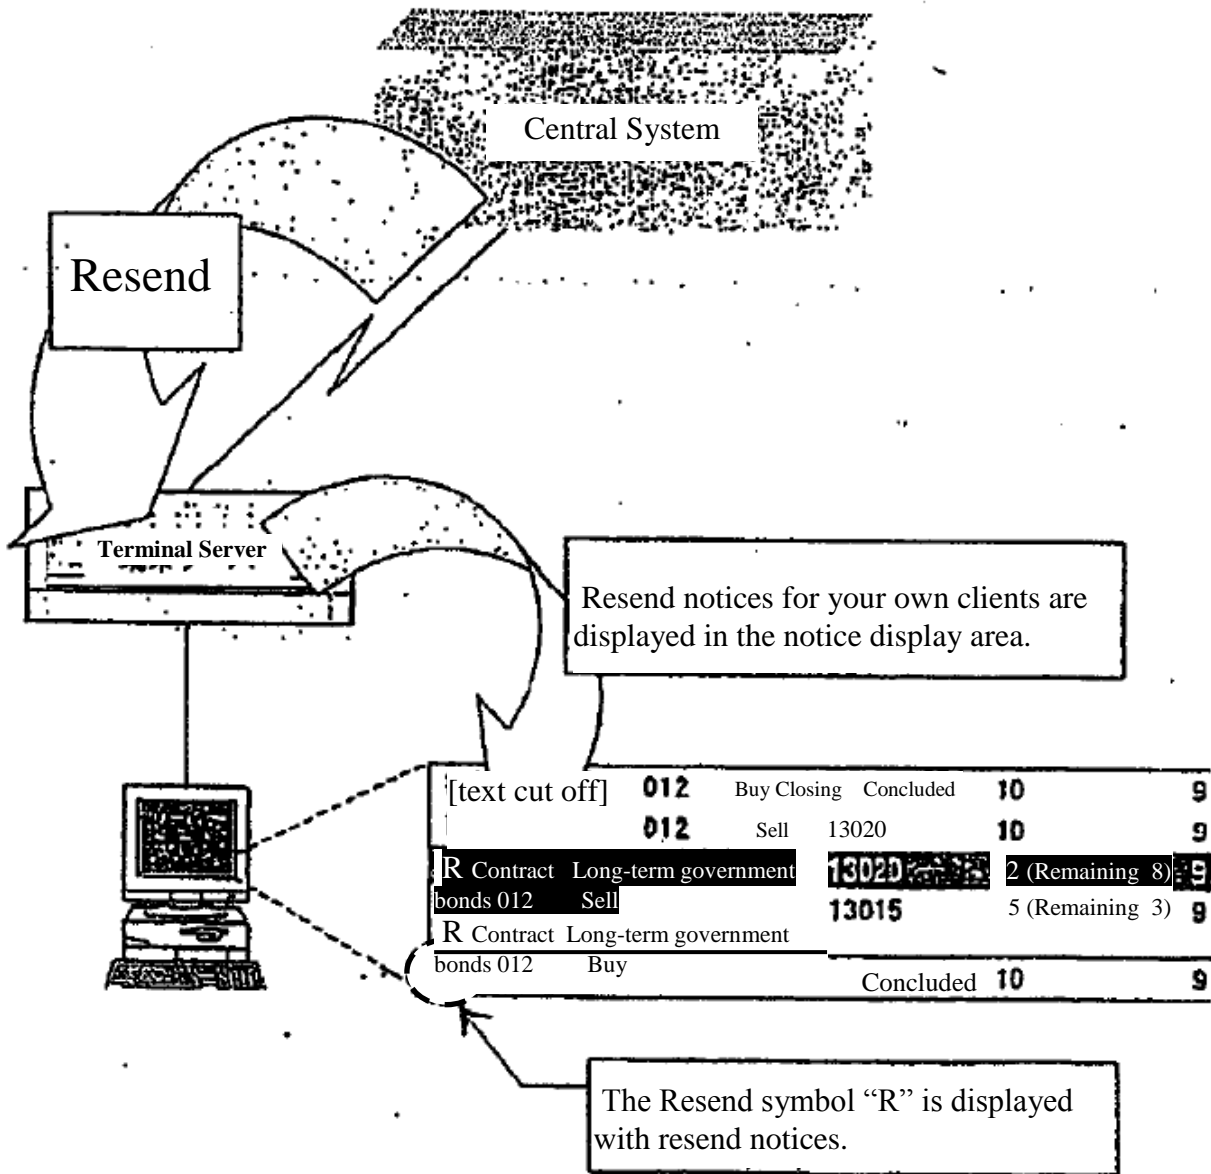 Central System
Resend
Terminal Server
Resend notices for your own clients are
displayed in the notice display area.
[text cut off] 012 Buy Closing Concluded 10 9
012 Sell 13020 10 9
R Contract Long-term government 13020 2 (Remaining 8) 9
bonds 012 Sell
13015 5 (Remaining 3) 9
R Contract Long-term government
bonds 012 Buy
Concluded 10 9
The Resend symbol “R” is displayed
with resend notices.